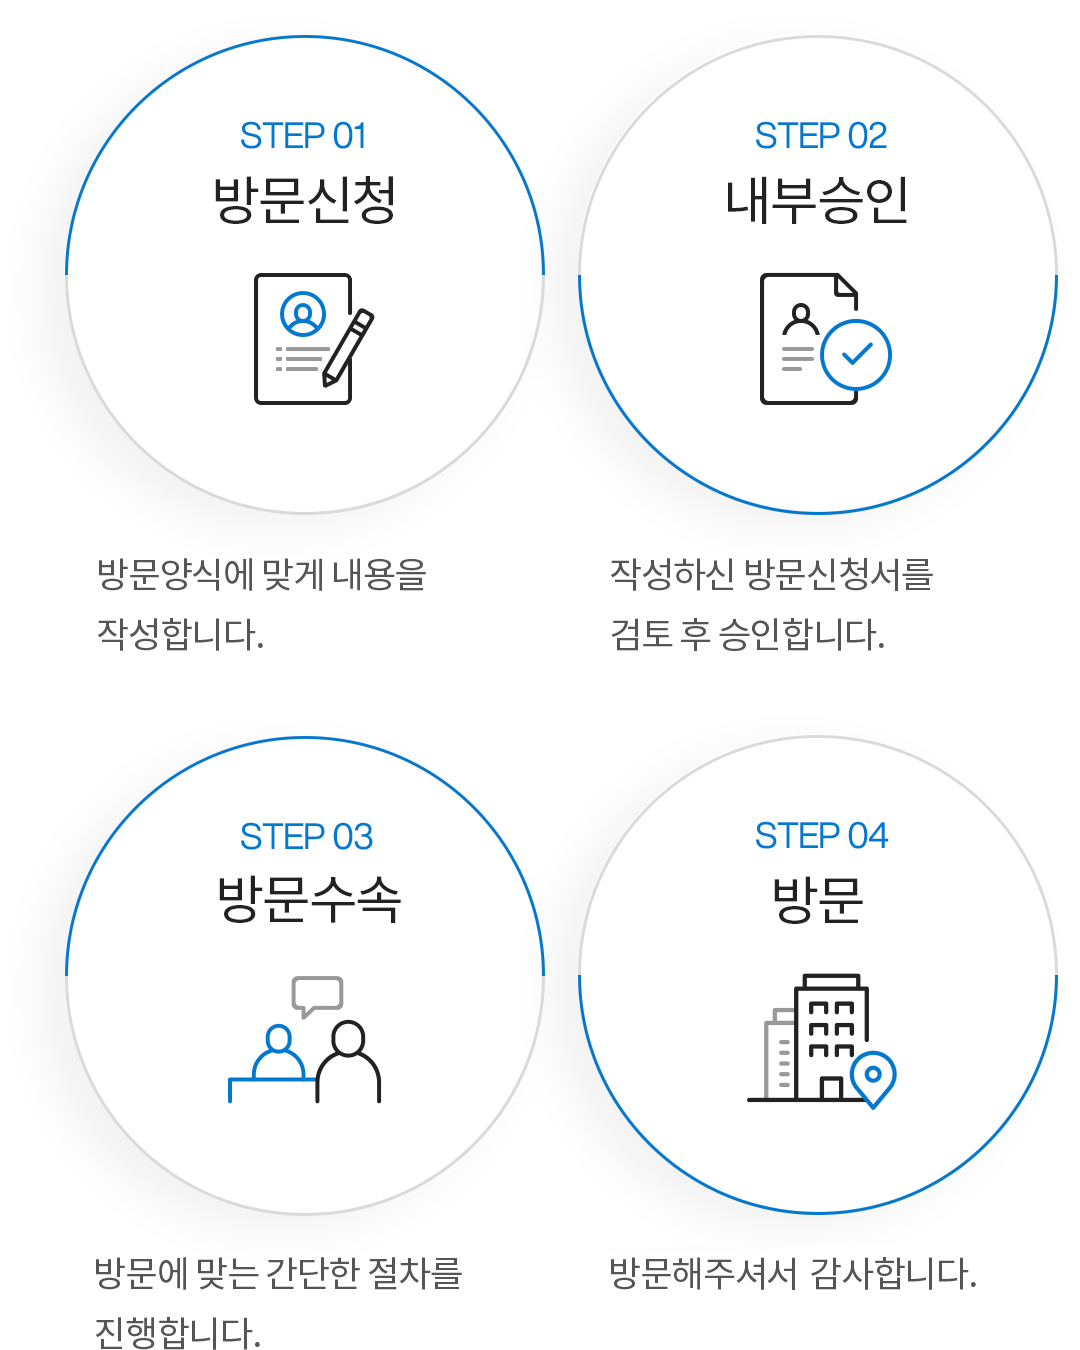 STEP 01
방문신청
방문양식에 맞게 내용을
작성합니다.
STEP 02
내부승인
작성하신 방문신청서를
검토 후 승인합니다.
STEP 03
방문수속
방문에 맞는 간단한 절차를
진행합니다.
STEP 04
방문
방문해주셔서 감사합니다.